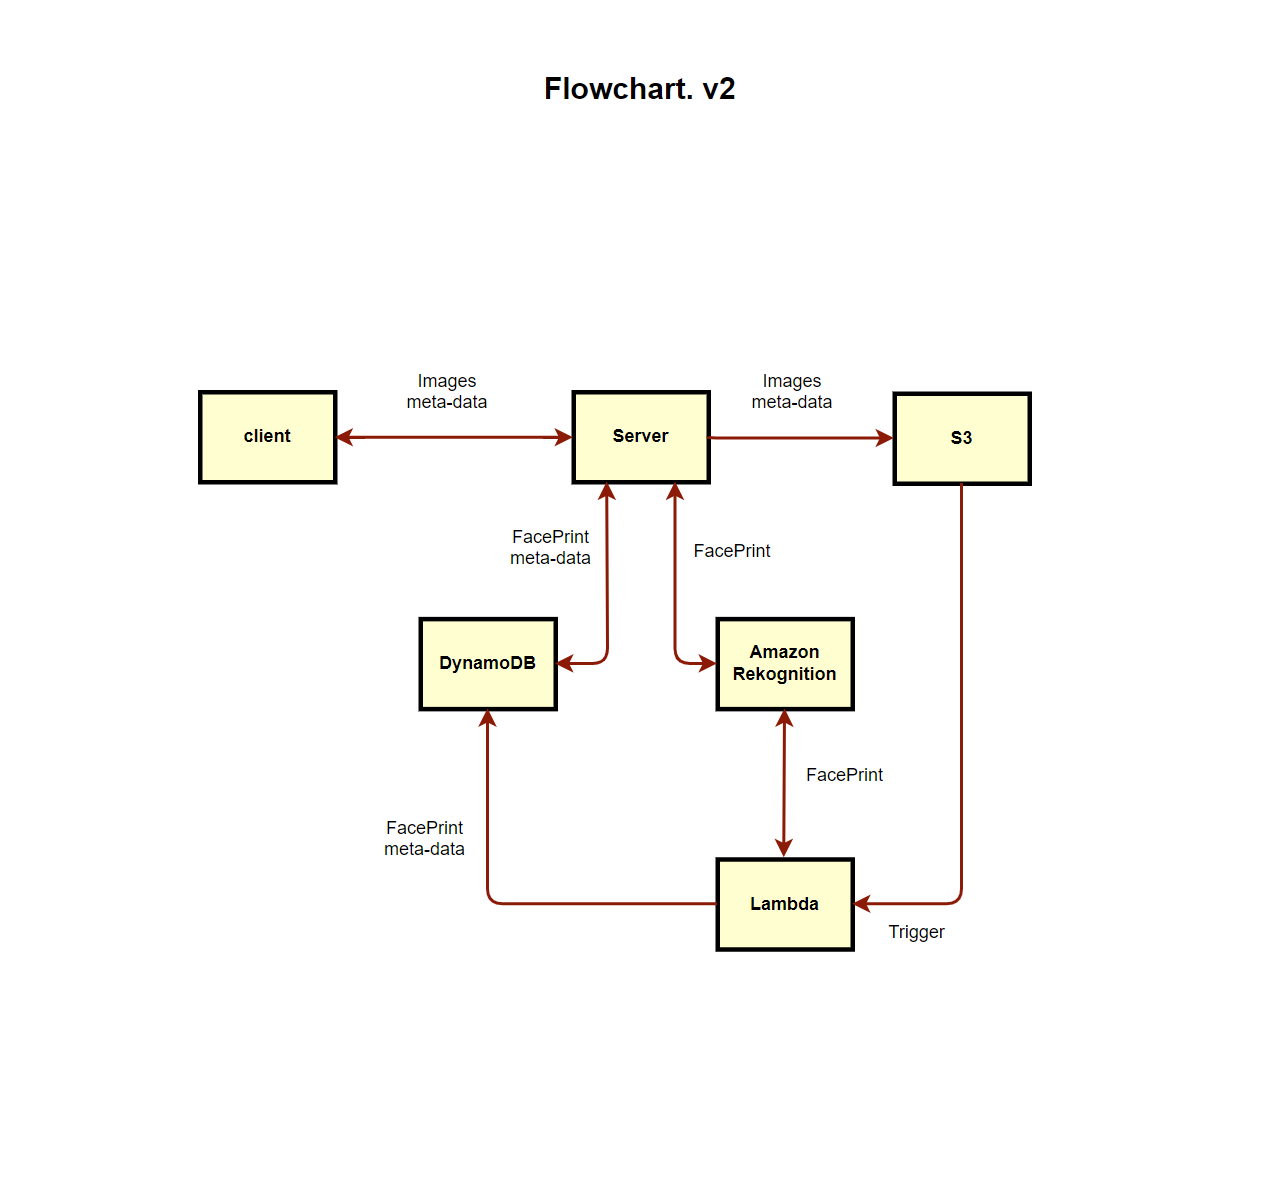 Flowchart. v2
Images
meta-data
Images
meta-data
client
Server
S3
FacePrint
meta-data
FacePrint
DynamoDB
Amazon
Rekognition
FacePrint
FacePrint
meta-data
Lambda
Trigger